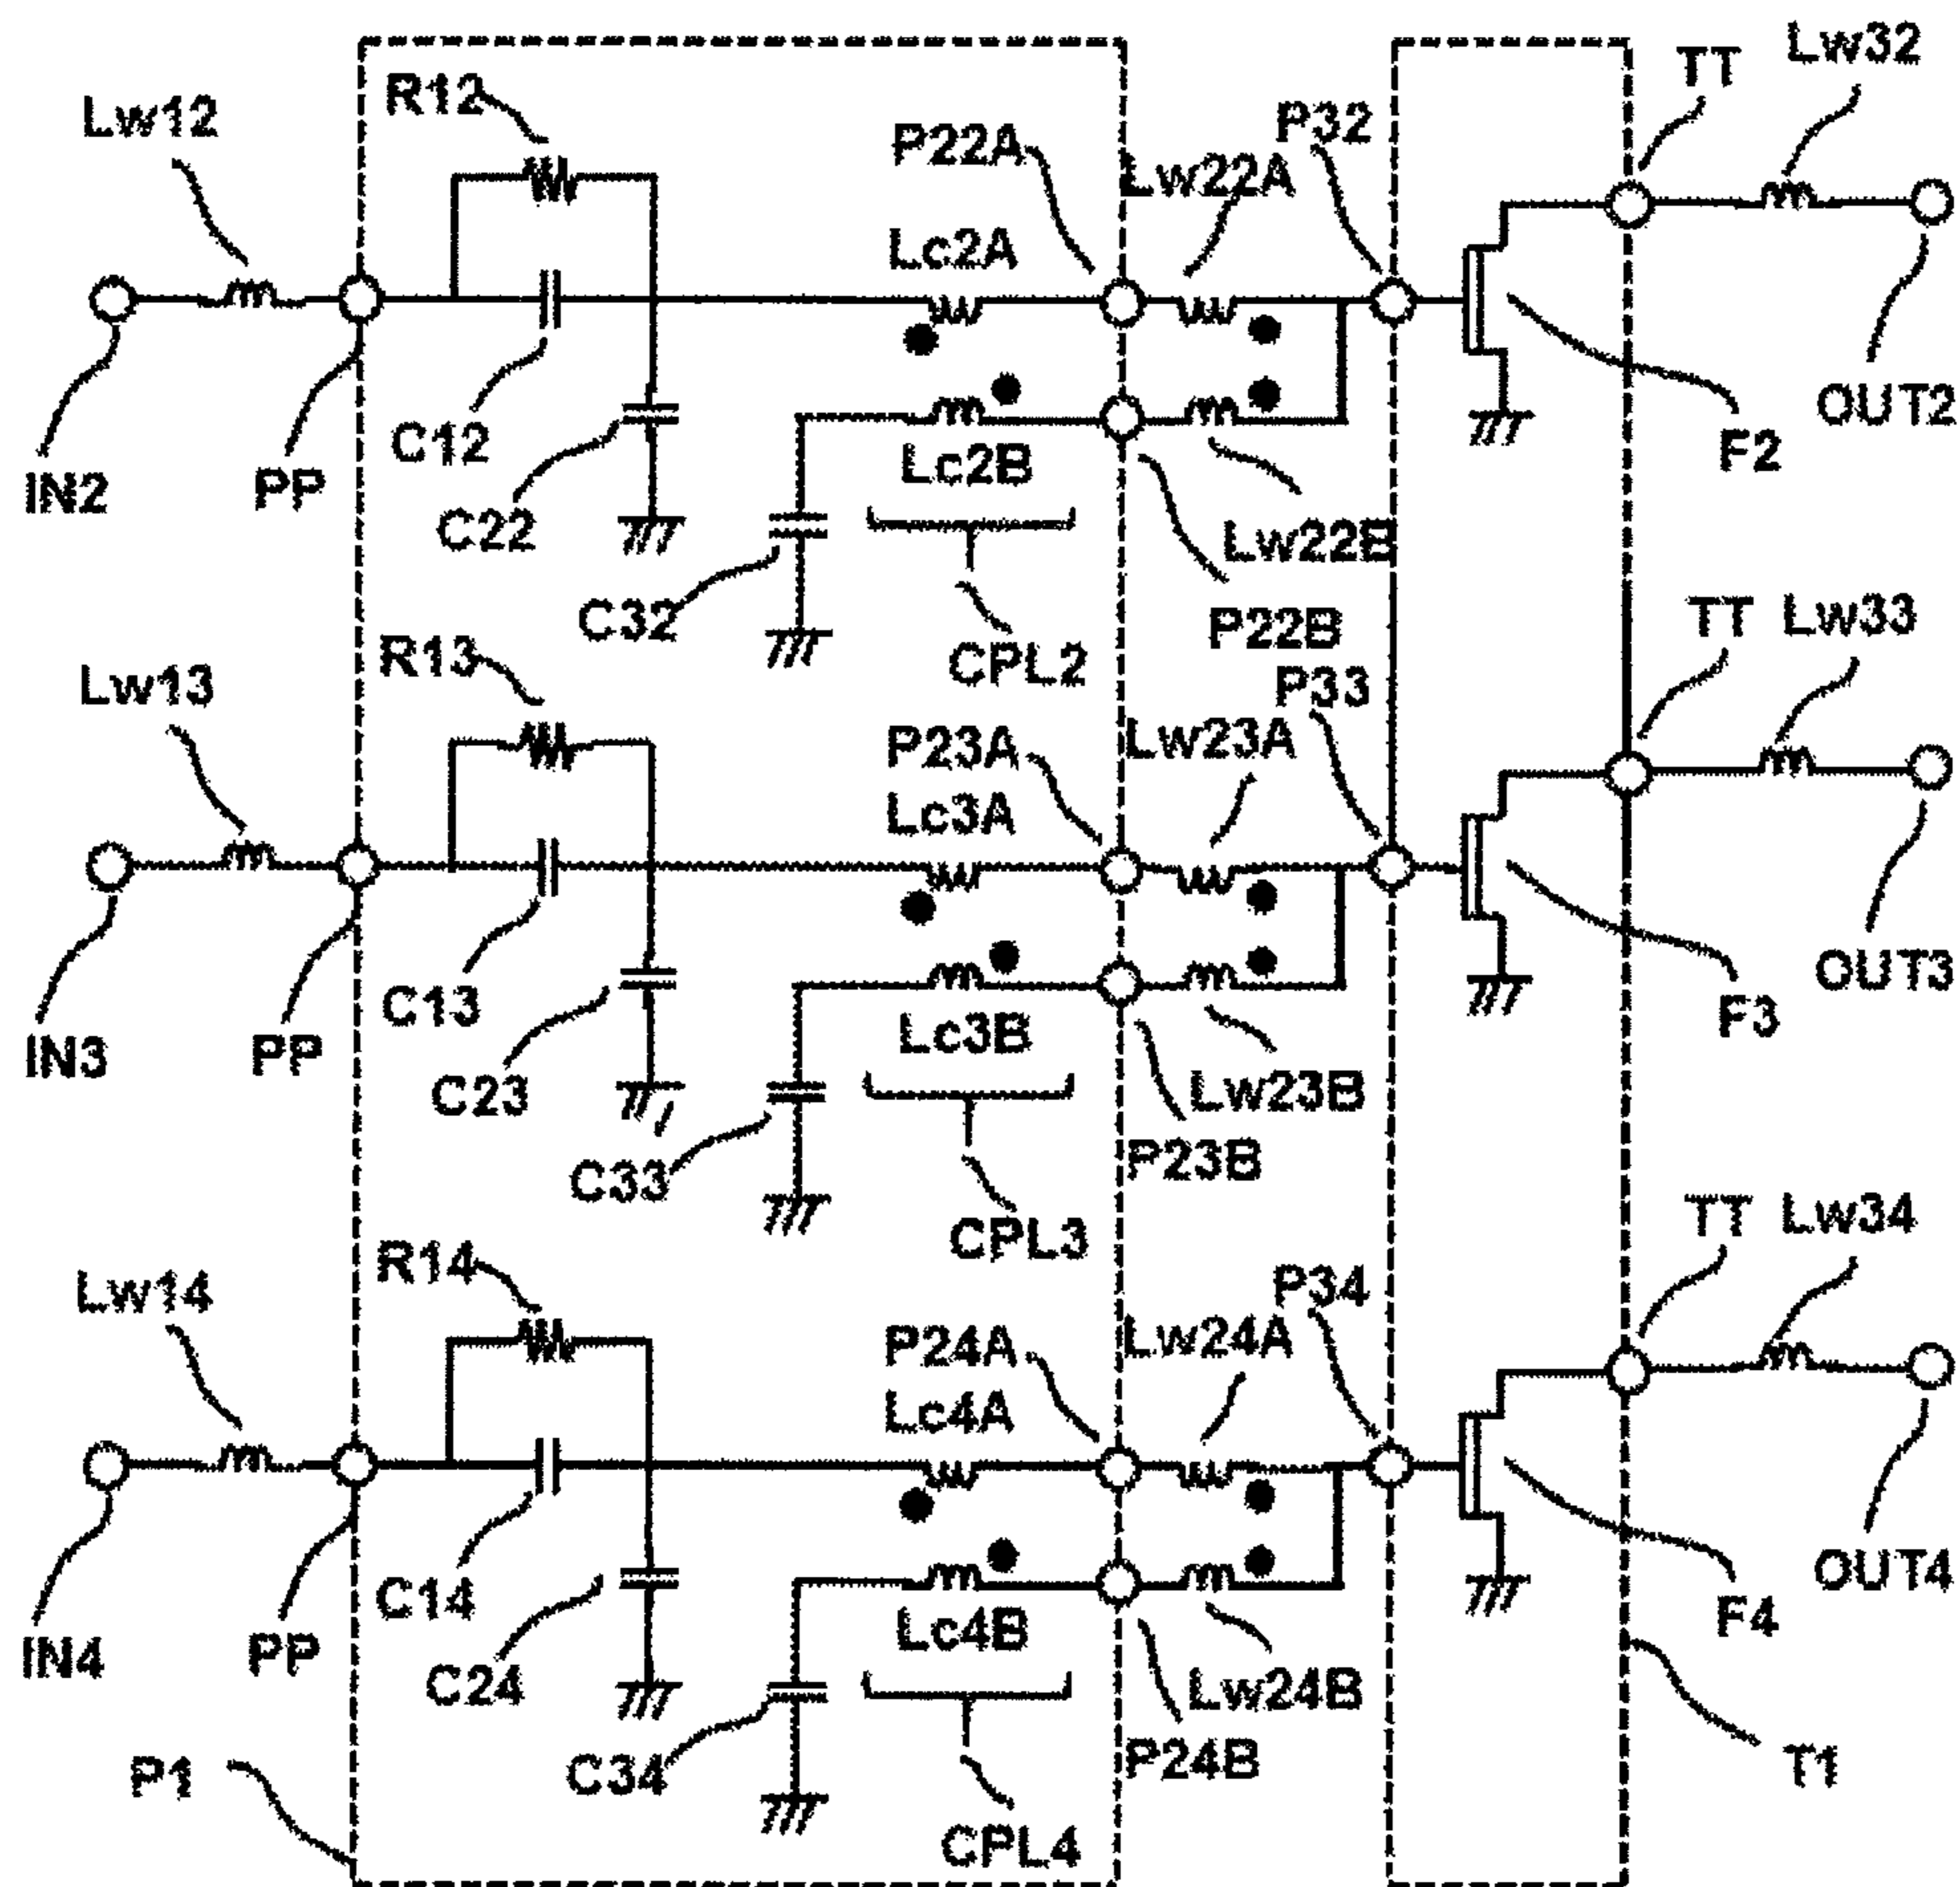 Lw32
TT
R12
Lw12
P32
P22A
Lw22A
Lc2A
OUT2
C12
F2
Lc2B
IN2
PP
C22
Lw22B
C32
P22B
TT
Lw33
R13
CPL2
Lw13
P33
P23A
Lw23A
Lc3A
OUT3
C13
F3
Lc3B
IN3
PP
C23
Lw23B
C33
P23B
TT
Lw34
CPL3
R14
Lw14
P34
P24A
Lw24A
Lc4A
OUT4
C14
F4
Lc4B
IN4
PP
C24
Lw24B
P24B
T1
P1
C34
CPL4